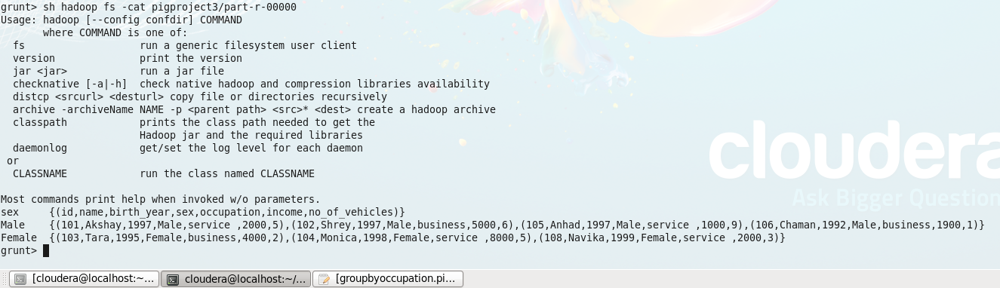 grunt> sh hadoop fs -cat pigproject3/part-r-00000
Usage: hadoop [--config confdir] COMMAND
       where COMMAND is one of:
  fs                   run a generic filesystem user client
  version              print the version
  jar <jar>            run a jar file
  checknative [-a|-h]  check native hadoop and compression libraries availability
  distcp <srcurl> <desturl> copy file or directories recursively
  archive -archiveName NAME -p <parent path> <src>* <dest> create a hadoop archive
  classpath            prints the class path needed to get the
                       Hadoop jar and the required libraries
  daemonlog            get/set the log level for each daemon
 or
  CLASSNAME            run the class named CLASSNAME
cloudera
Ask Bigger Question
Most commands print help when invoked w/o parameters.
sex     {(id,name,birth_year,sex,occupation,income,no_of_vehicles)}
Male    {(101,Akshay,1997,Male,service ,2000,5),(102,Shrey,1997,Male,business,5000,6),(105,Anhad,1997,Male,service ,1000,9),(106,Chaman,1992,Male,business,1900,1)}
Female  {(103,Tara,1995,Female,business,4000,2),(104,Monica,1998,Female,service ,8000,5),(108,Navika,1999,Female,service ,2000,3)}
grunt>
[cloudera@localhost:~... cloudera@localhost:~/... [groupbyoccupation.pi...